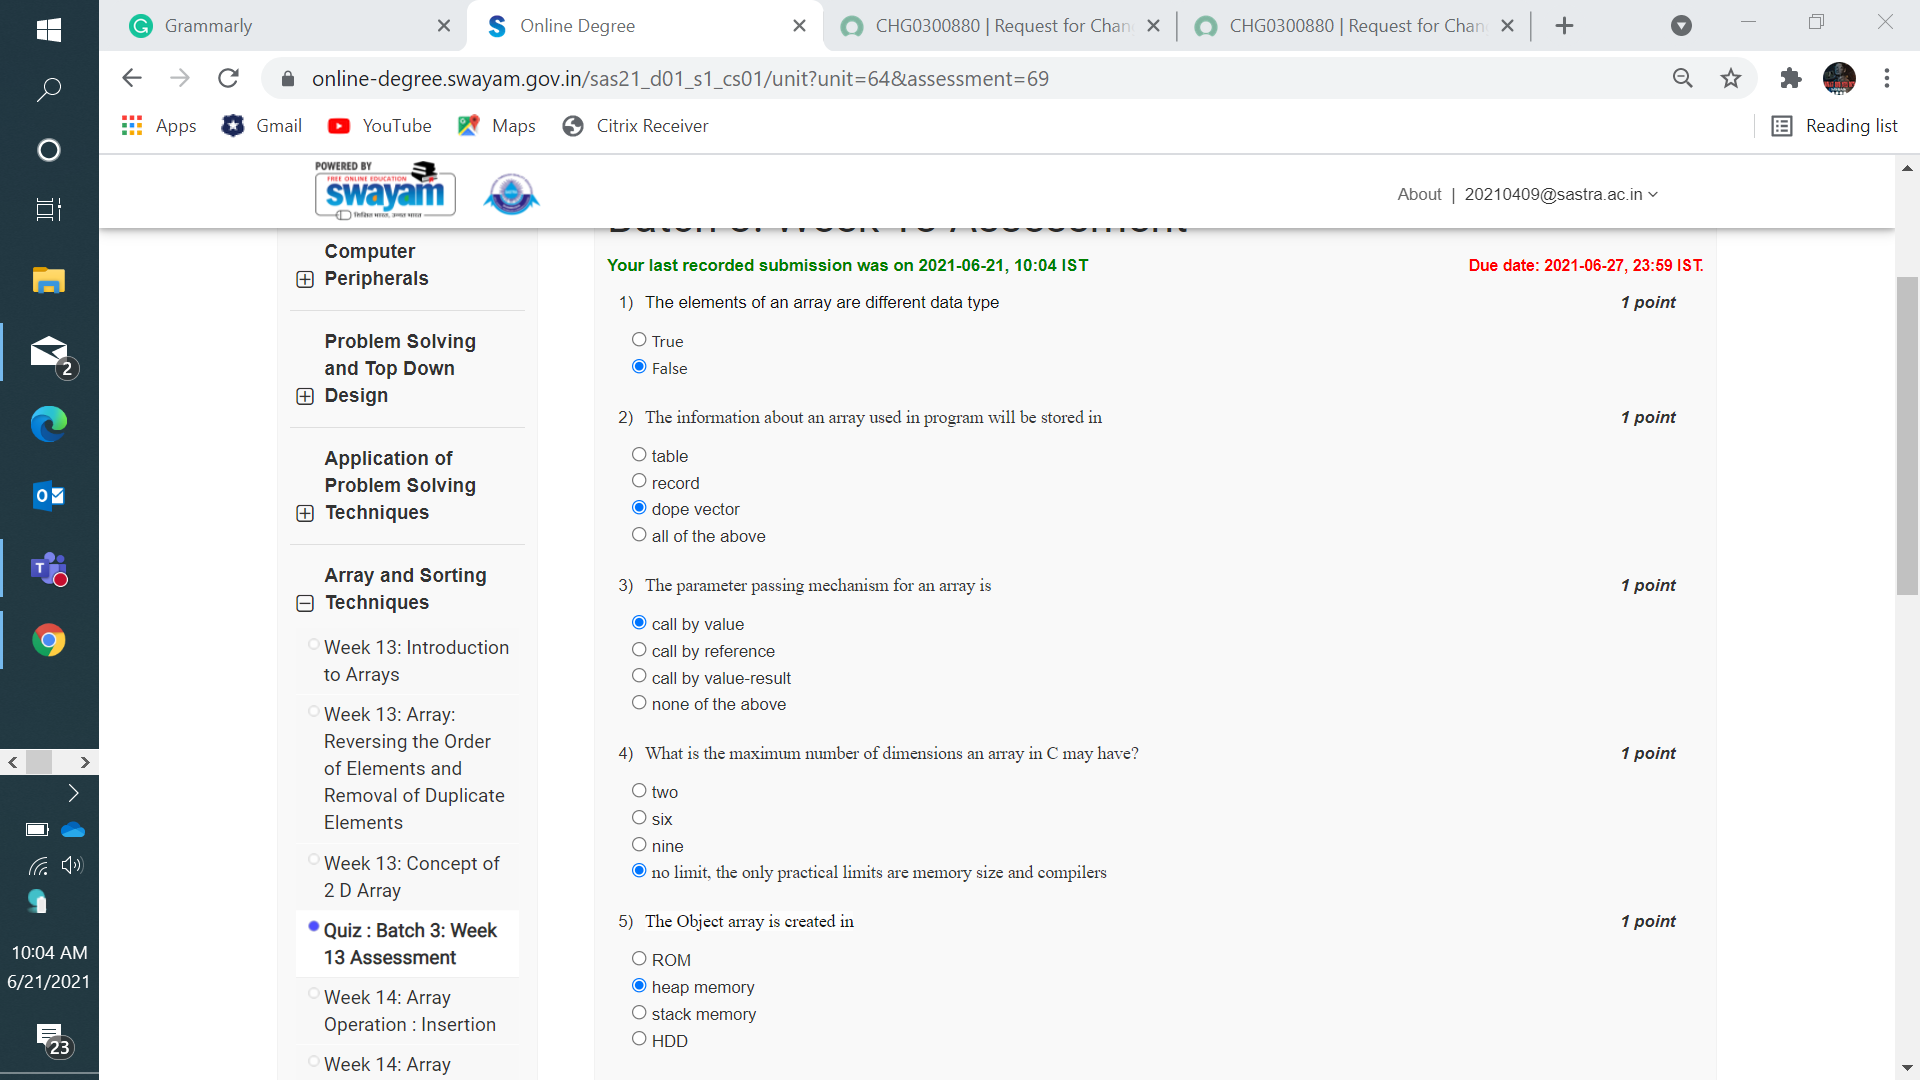 Grammarly
Online Degree
CHG0300880 | Request for Chan
CHG0300880 | Request for Chan
online-degree.swayam.gov.in/sas21_d01_s1_cs01/unit?unit=64&assessment=69
Apps
Gmail
YouTube
Maps
Citrix Receiver
Reading list
POWERED BY
FREE ONLINE EDUCATION
swayam
About | 20210409@sastra.ac.in
Computer
Peripherals
Problem Solving
and Top Down
Design
Application of
Problem Solving
Techniques
Array and Sorting
Techniques
Week 13: Introduction
to Arrays
Week 13: Array:
Reversing the Order
of Elements and
Removal of Duplicate
Elements
Week 13: Concept of
2 D Array
Quiz : Batch 3: Week
13 Assessment
Week 14: Array
Operation : Insertion
Week 14: Array
Your last recorded submission was on 2021-06-21, 10:04 IST
Due date: 2021-06-27, 23:59 IST.
1) The elements of an array are different data type
1 point
True
False
2) The information about an array used in program will be stored in
1 point
table
record
dope vector
all of the above
3) The parameter passing mechanism for an array is
1 point
call by value
call by reference
call by value-result
none of the above
4) What is the maximum number of dimensions an array in C may have?
1 point
two
six
nine
no limit, the only practical limits are memory size and compilers
5) The Object array is created in
1 point
ROM
heap memory
stack memory
HDD
2
10:04 AM
6/21/2021
23